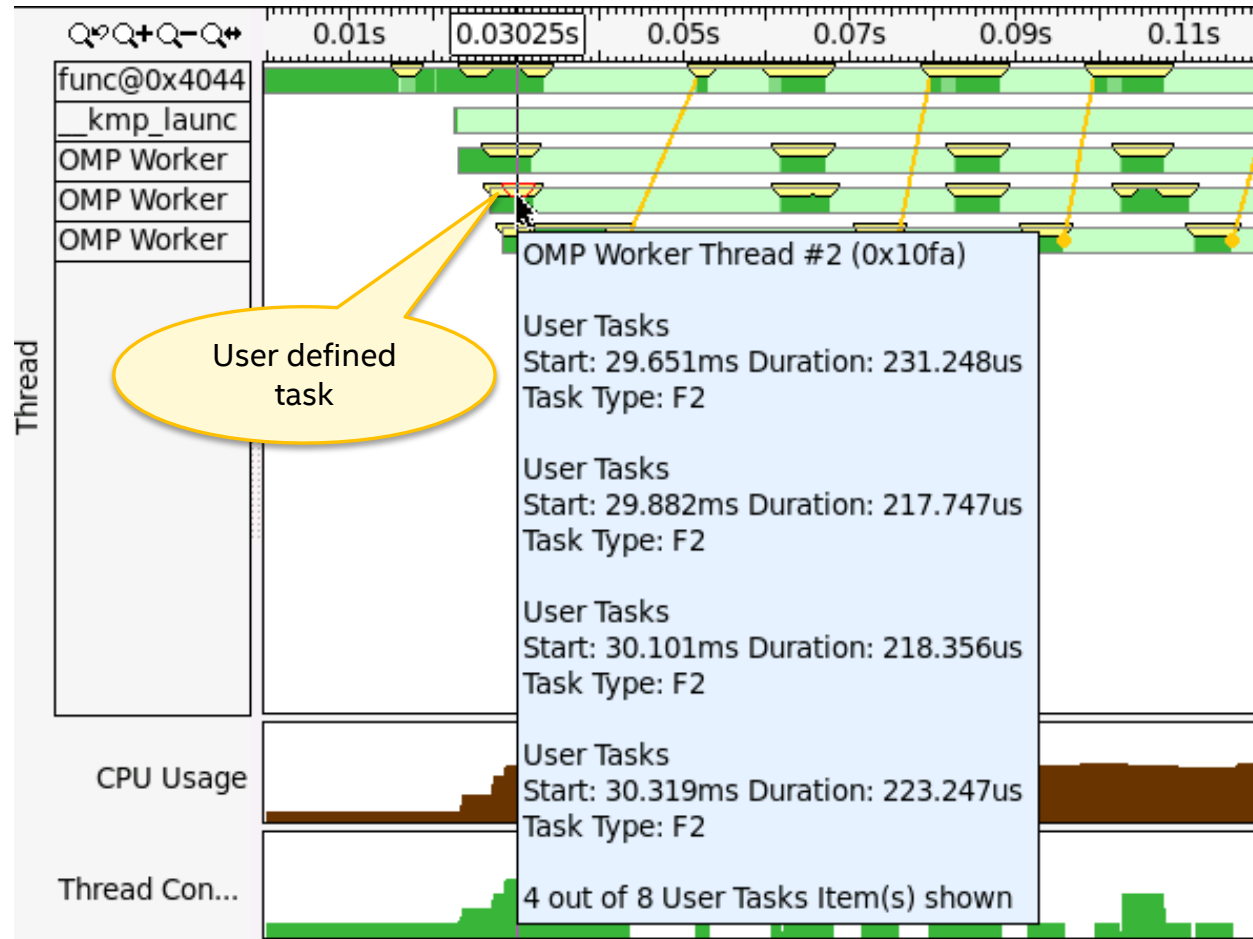 0.01s 0.03025s 0.05s 0.07s 0.09s 0.11s
func@0x4044
__kmp_launc
OMP Worker
OMP Worker
OMP Worker
Thread
User defined
task
OMP Worker Thread #2 (0x10fa)
User Tasks
Start: 29.651ms Duration: 231.248us
Task Type: F2
User Tasks
Start: 29.882ms Duration: 217.747us
Task Type: F2
User Tasks
Start: 30.101ms Duration: 218.356us
Task Type: F2
User Tasks
Start: 30.319ms Duration: 223.247us
Task Type: F2
4 out of 8 User Tasks Item(s) shown
CPU Usage
Thread Con...